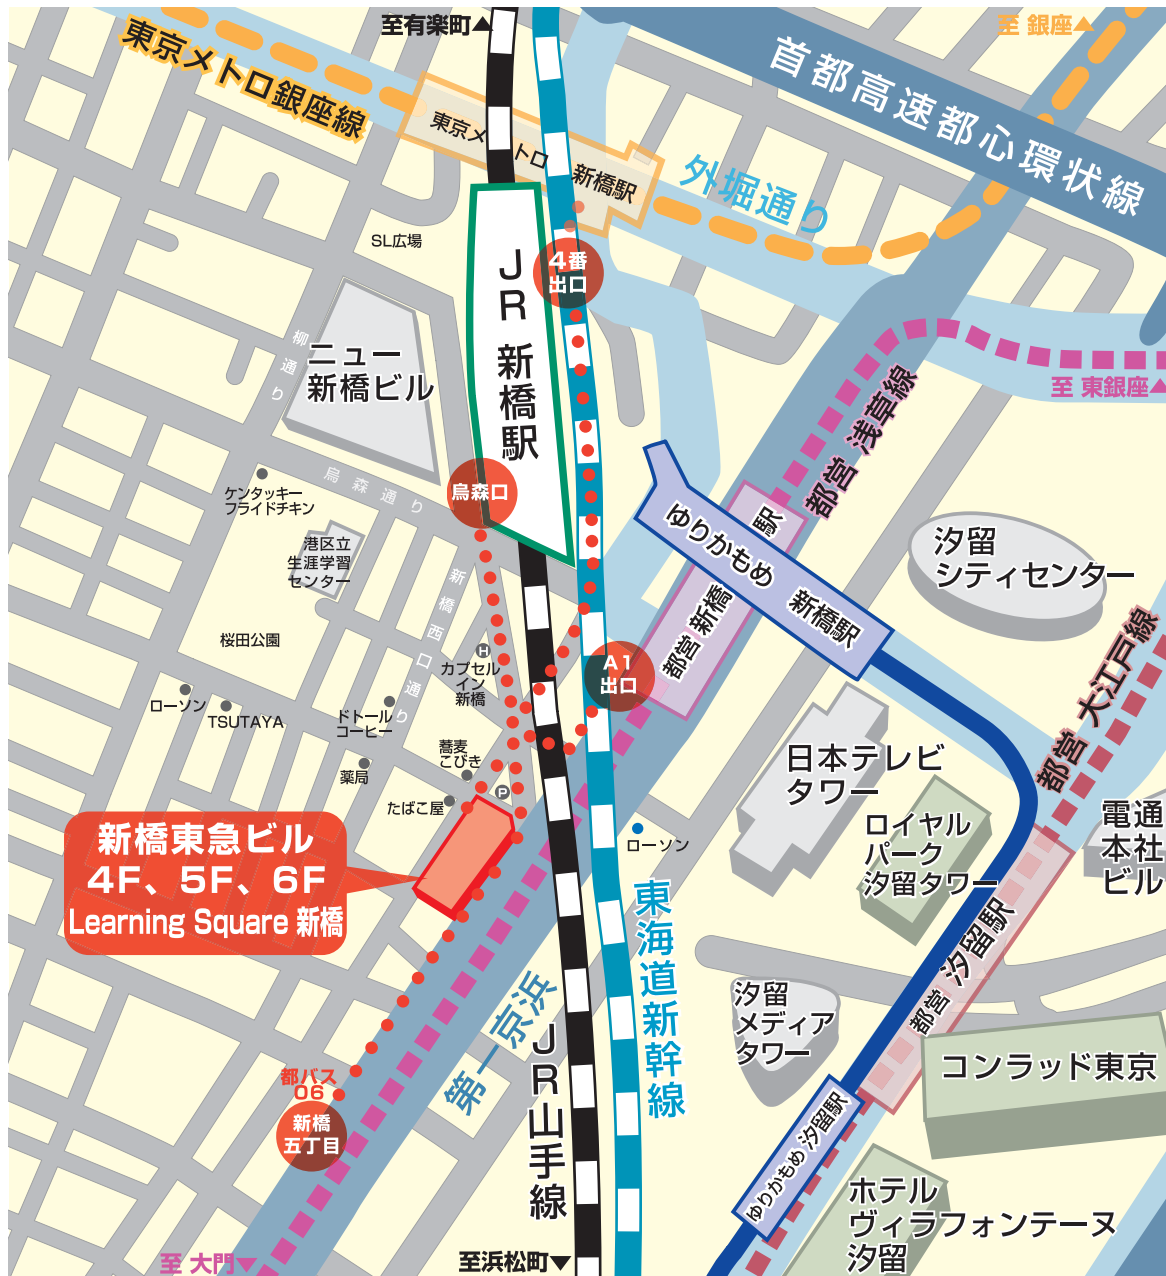 至有楽町▲
至 銀座▲
東京メトロ銀座線
首都高速都心環状線
東京メトロ 新橋駅
外堀通り
SL広場
JR 新橋駅
4番
出口
柳通り
ニュー
新橋ビル
至 東銀座▲
都営 浅草線
烏森通り
烏森口
ケンタッキー
フライドチキン
港区立
生涯学習
センター
ゆりかもめ 新橋駅
都営 新橋駅
汐留
シティセンター
新橋西口通り
桜田公園
H
カプセル
イン
新橋
A1
出口
都営 大江戸線
ローソン
TSUTAYA
ドトール
コーヒー
蕎麦
こびき
薬局
P
たばこ屋
日本テレビ
タワー
ロイヤル
パーク
汐留タワー
電通
本社
ビル
新橋東急ビル
4F、5F、6F
Learning Square 新橋
ローソン
東海道新幹線
都営 汐留駅
第一京浜
汐留
メディア
タワー
JR山手線
コンラッド東京
都バス
06
新橋
五丁目
ゆりかもめ 汐留駅
ホテル
ヴィラフォンテーヌ
汐留
至 大門▼
至浜松町▼